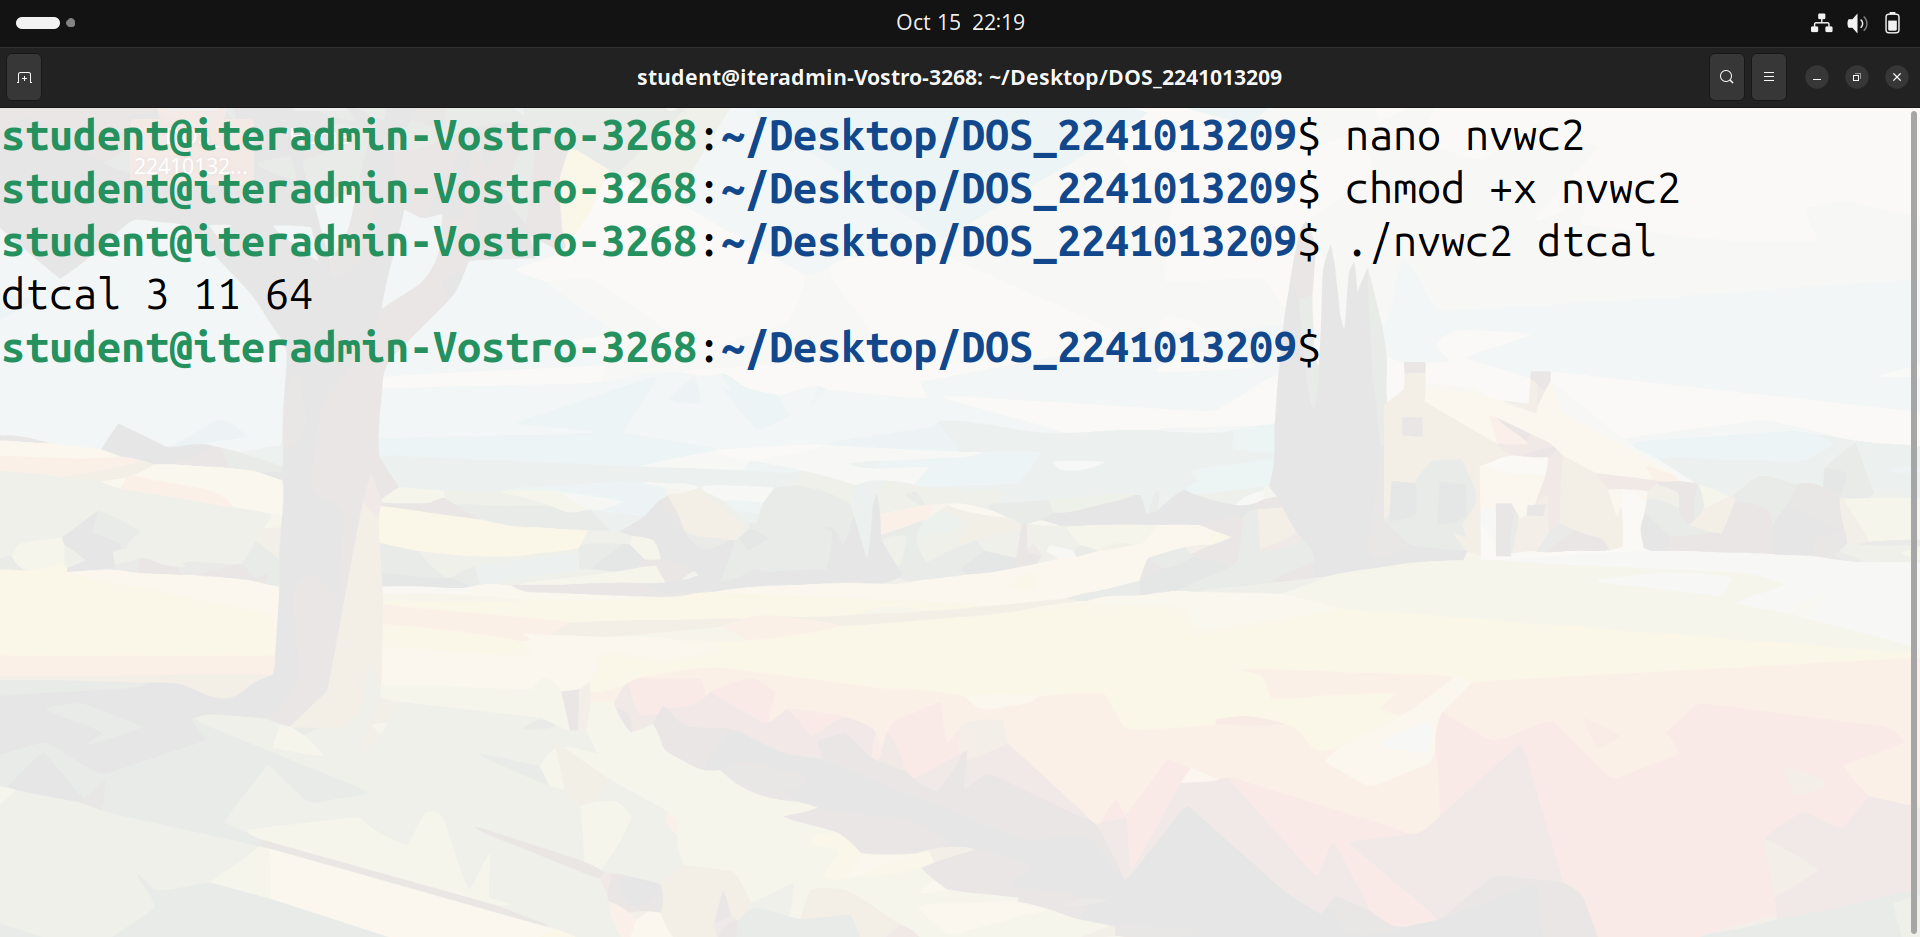 Oct 15 22:19
student@iteradmin-Vostro-3268: ~/Desktop/DOS_2241013209
student@iteradmin-Vostro-3268:~/Desktop/DOS_2241013209$ nano nvwc2
22410132...
student@iteradmin-Vostro-3268:~/Desktop/DOS_2241013209$ chmod +x nvwc2
student@iteradmin-Vostro-3268:~/Desktop/DOS_2241013209$ ./nvwc2 dtcal
dtcal 3 11 64
student@iteradmin-Vostro-3268:~/Desktop/DOS_2241013209$